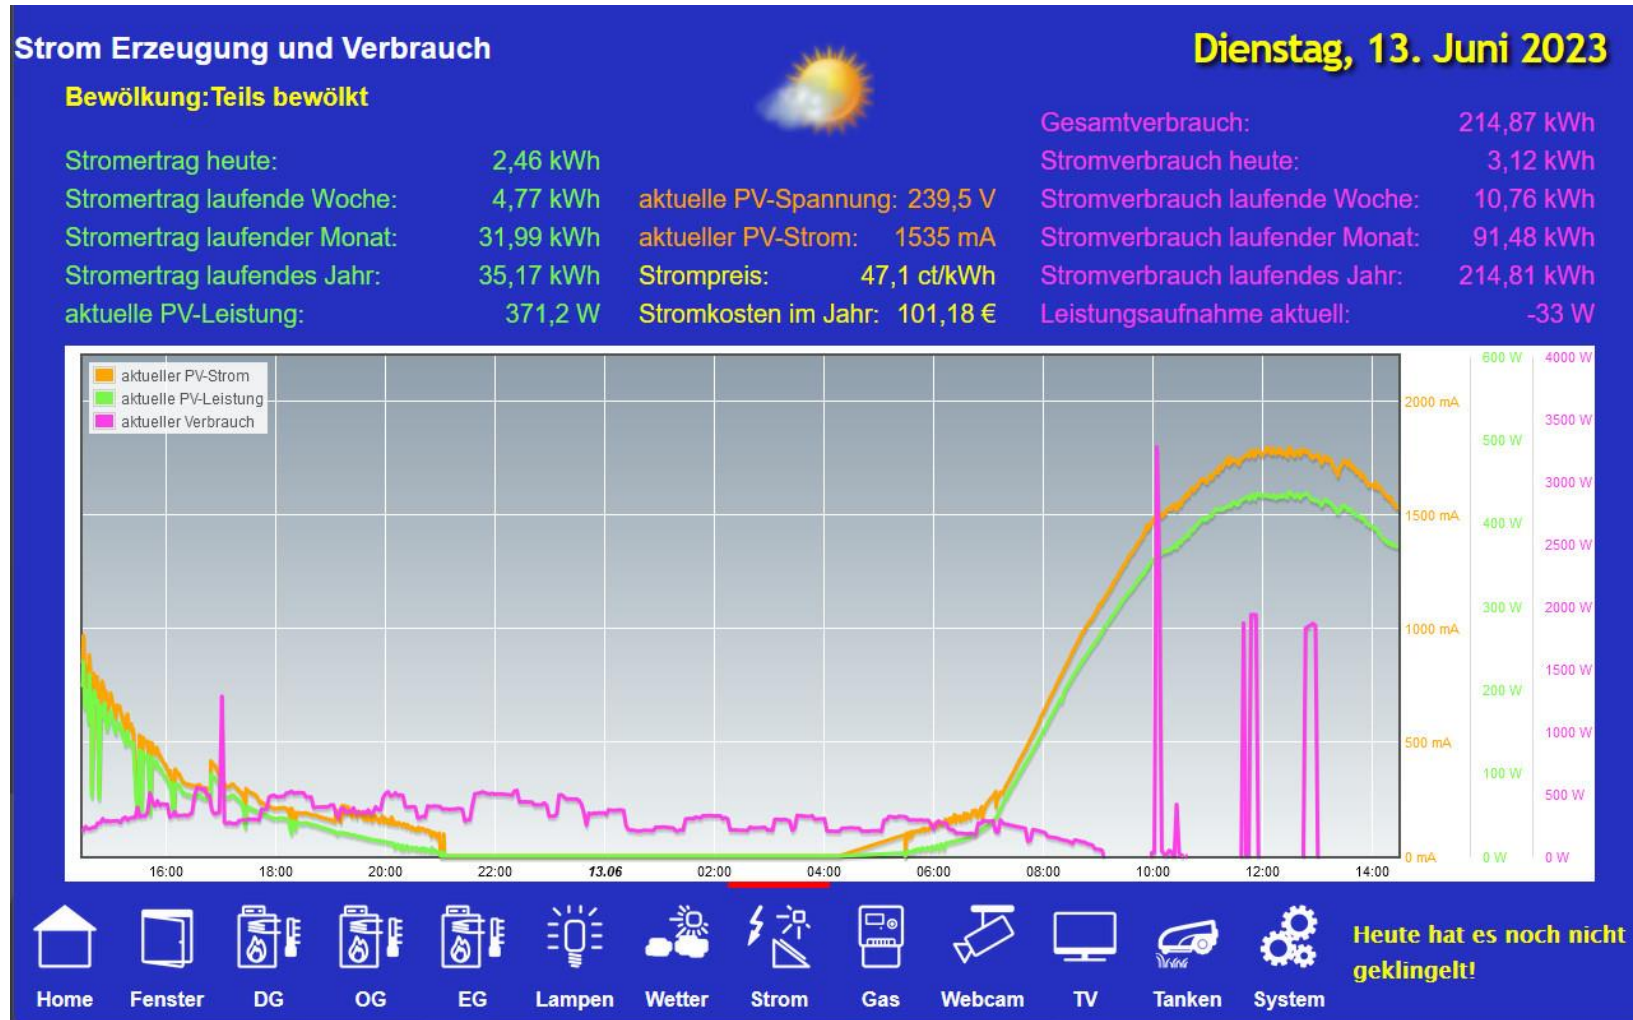 Strom Erzeugung und Verbrauch
Dienstag, 13. Juni 2023
Bewölkung:Teils bewölkt
Stromertrag heute: 2,46 kWh
Stromertrag laufende Woche: 4,77 kWh
Stromertrag laufender Monat: 31,99 kWh
Stromertrag laufendes Jahr: 35,17 kWh
aktuelle PV-Leistung: 371,2 W
aktuelle PV-Spannung: 239,5 V
aktueller PV-Strom: 1535 mA
Strompreis: 47,1 ct/kWh
Stromkosten im Jahr: 101,18 €
Gesamtverbrauch: 214,87 kWh
Stromverbrauch heute: 3,12 kWh
Stromverbrauch laufende Woche: 10,76 kWh
Stromverbrauch laufender Monat: 91,48 kWh
Stromverbrauch laufendes Jahr: 214,81 kWh
Leistungsaufnahme aktuell: -33 W
aktueller PV-Strom
aktuelle PV-Leistung
aktueller Verbrauch
2000 mA
1500 mA
1000 mA
500 mA
0 mA
600 W
500 W
400 W
300 W
200 W
100 W
0 W
4000 W
3500 W
3000 W
2500 W
2000 W
1500 W
1000 W
500 W
0 W
16:00 18:00 20:00 22:00 13.06 02:00 04:00 06:00 08:00 10:00 12:00 14:00
Home Fenster DG OG EG Lampen Wetter Strom Gas Webcam TV Tanken System
Heute hat es noch nicht
geklingelt!